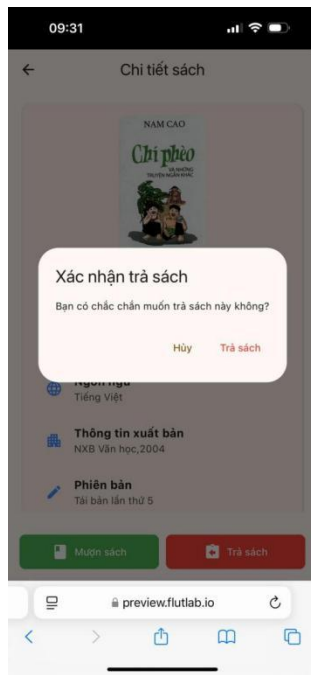 09:31
Chi tiết sách
NAM CAO
Chí phèo
VÀ NHỮNG
TRUYỆN NGẮN KHÁC
Xác nhận trả sách
Bạn có chắc chắn muốn trả sách này không?
Hủy Trả sách
Ngôn ngữ
Tiếng Việt
Thông tin xuất bản
NXB Văn học,2004
Phiên bản
Tái bản lần thứ 5
Mượn sách Trả sách
preview.flutlab.io